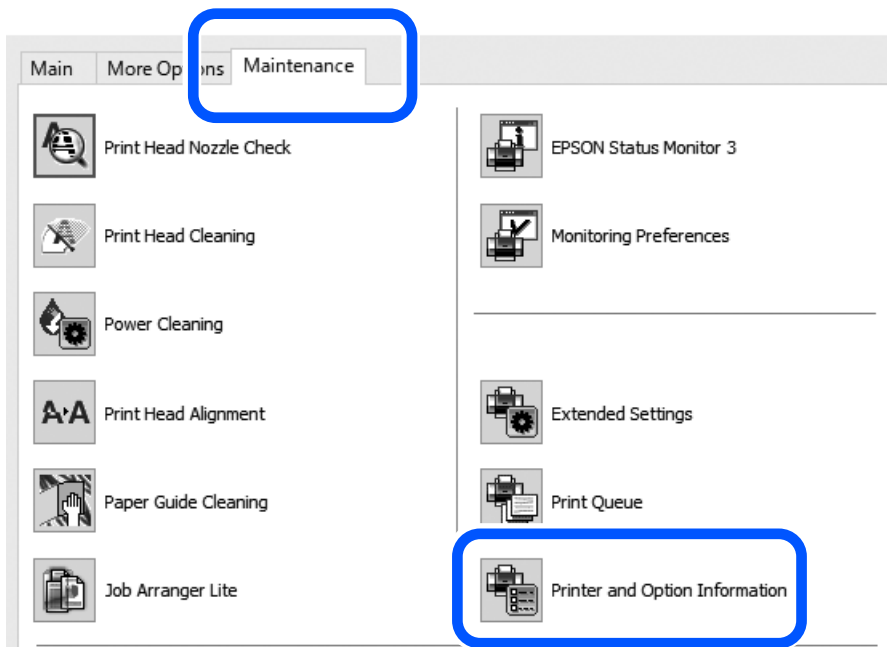 Main
More Options
Maintenance
Print Head Nozzle Check
Print Head Cleaning
Power Cleaning
Print Head Alignment
Paper Guide Cleaning
Job Arranger Lite
EPSON Status Monitor 3
Monitoring Preferences
Extended Settings
Print Queue
Printer and Option Information